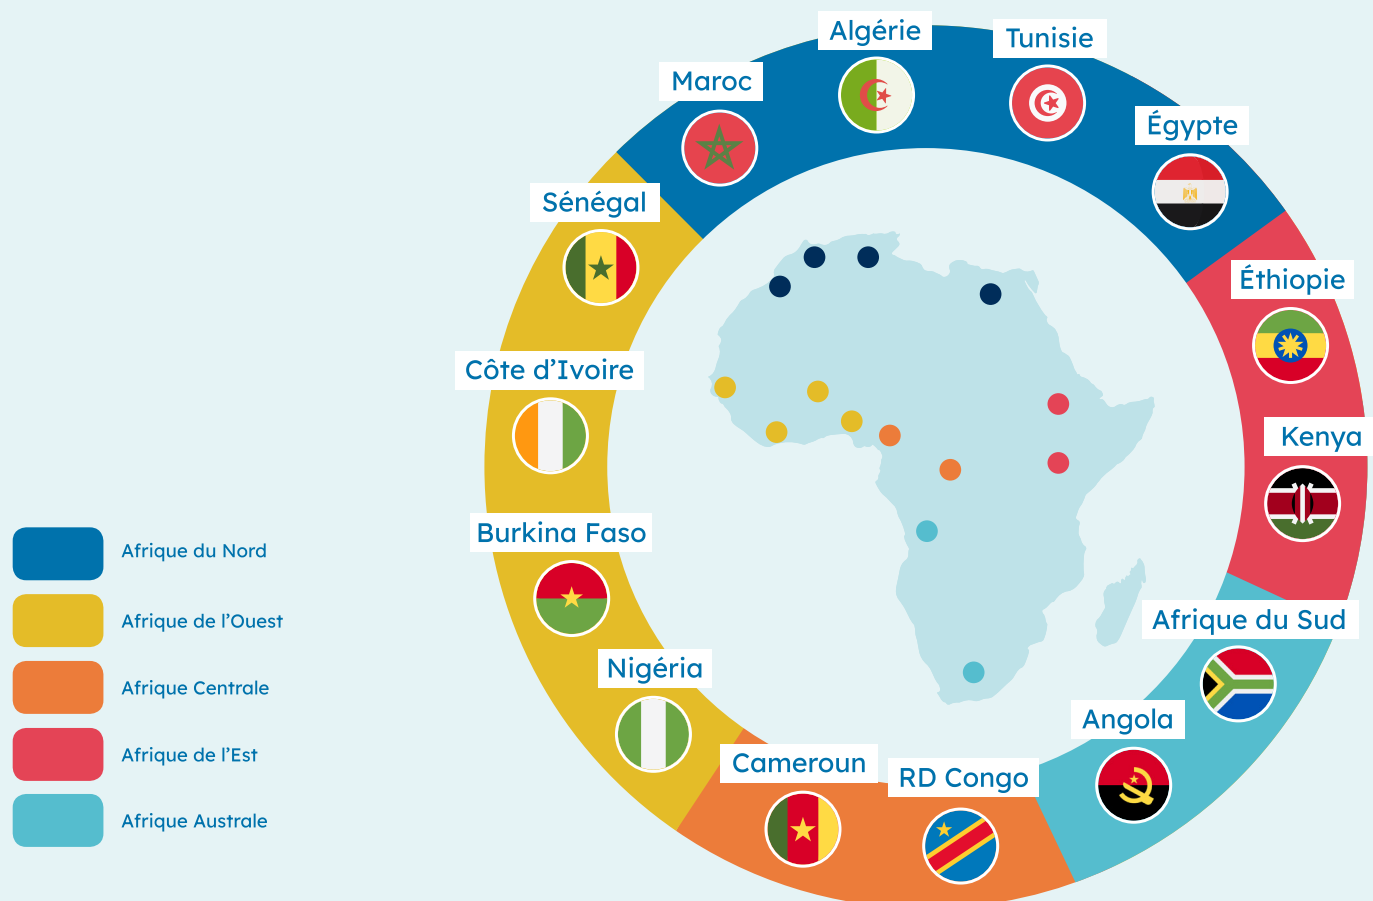 Algérie
Tunisie
Maroc
Égypte
Sénégal
Éthiopie
Côte d’Ivoire
Kenya
Burkina Faso
Afrique du Sud
Nigéria
Angola
Cameroun
RD Congo
Afrique du Nord
Afrique de l’Ouest
Afrique Centrale
Afrique de l’Est
Afrique Australe